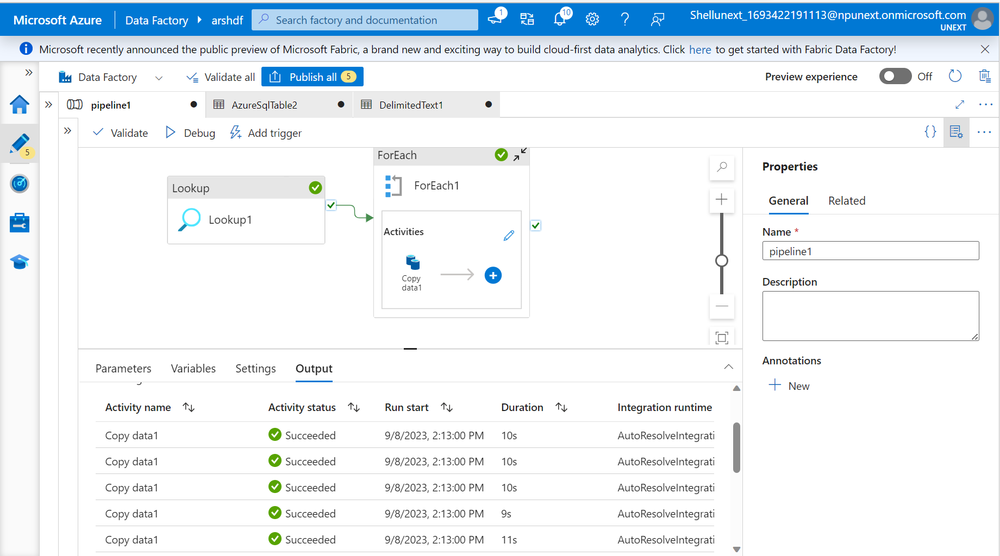 Microsoft Azure Data Factory arshdf Search factory and documentation 1 10 Shellunext_1693422191113@npunext.onmicrosoft.com
UNEXT
Microsoft recently announced the public preview of Microsoft Fabric, a brand new and exciting way to build cloud-first data analytics. Click here to get started with Fabric Data Factory!
Data Factory Validate all Publish all 5 Preview experience Off
pipeline1 AzureSqlTable2 DelimitedText1
Validate Debug Add trigger {} 
5
ForEach
ForEach1
Lookup
Lookup1
Activities
Copy
data1
Properties
General Related
Name *
pipeline1
Description
Annotations
New
Parameters Variables Settings Output
Activity name Activity status Run start Duration Integration runtime
Copy data1 Succeeded 9/8/2023, 2:13:00 PM 10s AutoResolveIntegrati
Copy data1 Succeeded 9/8/2023, 2:13:00 PM 10s AutoResolveIntegrati
Copy data1 Succeeded 9/8/2023, 2:13:00 PM 10s AutoResolveIntegrati
Copy data1 Succeeded 9/8/2023, 2:13:00 PM 9s AutoResolveIntegrati
Copy data1 Succeeded 9/8/2023, 2:13:00 PM 11s AutoResolveIntegrati